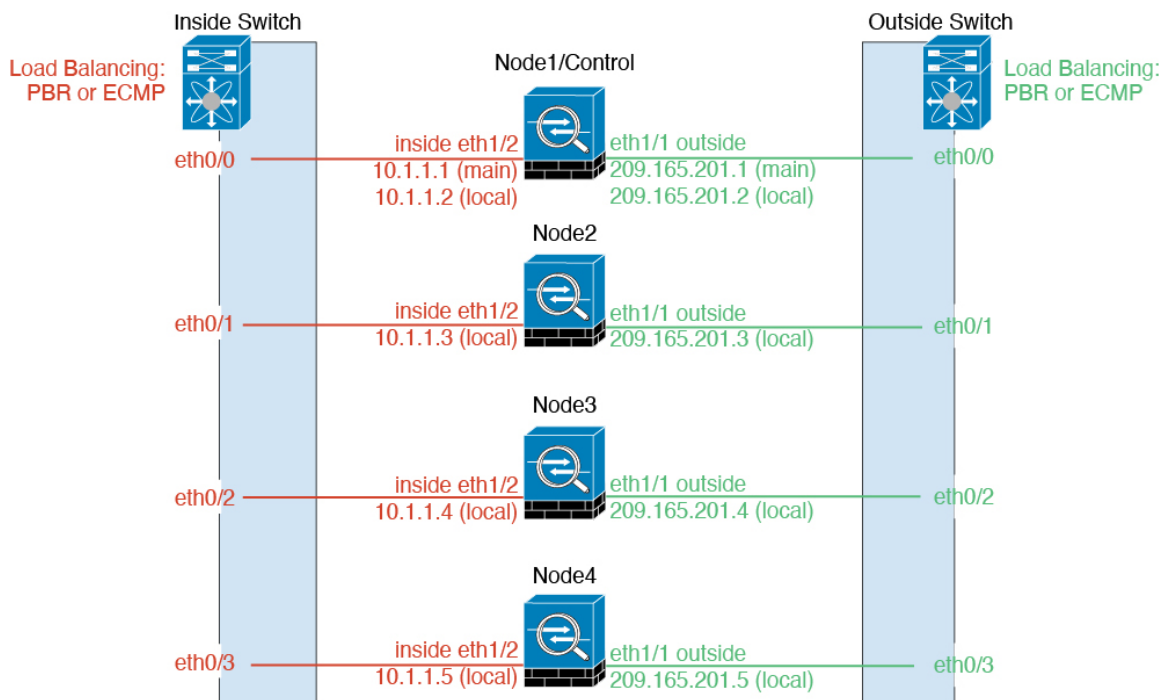 Inside Switch
Outside Switch
Load Balancing:
PBR or ECMP
Node1/Control
Load Balancing:
PBR or ECMP
eth0/0
inside eth1/2
10.1.1.1 (main)
10.1.1.2 (local)
eth1/1 outside
209.165.201.1 (main)
209.165.201.2 (local)
eth0/0
Node2
eth0/1
inside eth1/2
10.1.1.3 (local)
eth1/1 outside
209.165.201.3 (local)
eth0/1
Node3
eth0/2
inside eth1/2
10.1.1.4 (local)
eth1/1 outside
209.165.201.4 (local)
eth0/2
Node4
eth0/3
inside eth1/2
10.1.1.5 (local)
eth1/1 outside
209.165.201.5 (local)
eth0/3